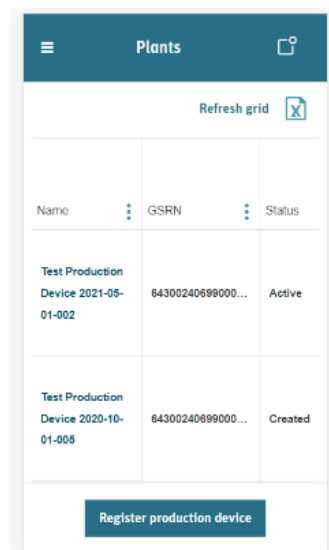 Plants
Refresh grid
Name GSRN Status
Test Production
Device 2021-05-
01-002
64300240699000...
Active
Test Production
Device 2020-10-
01-005
64300240699000...
Created
Register production device